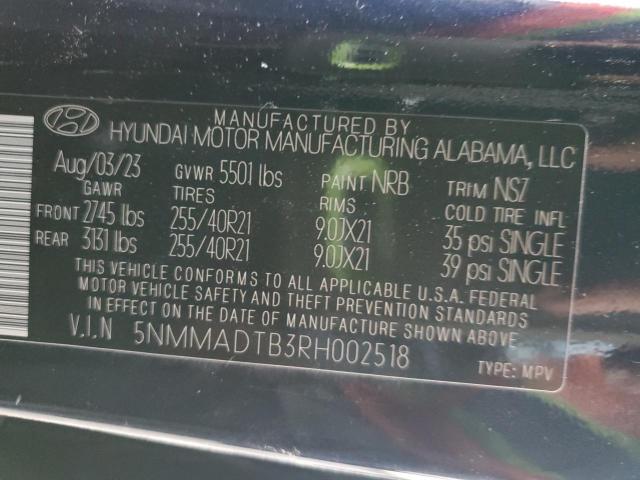 MANUFACTURED BY
HYUNDAI MOTOR MANUFACTURING ALABAMA, LLC
Aug/03/23 GVWR 5501 lbs PAINT NRB TRIM NSZ
GAWR TIRES RIMS COLD TIRE INFL
FRONT 2745 lbs 255/40R21 9.0JX21 35 psi SINGLE
REAR 3131 lbs 255/40R21 9.0JX21 39 psi SINGLE
THIS VEHICLE CONFORMS TO ALL APPLICABLE U.S.A. FEDERAL
MOTOR VEHICLE SAFETY AND THEFT PREVENTION STANDARDS
IN EFFECT ON THE DATE OF MANUFACTURE SHOWN ABOVE.
V.I.N 5NMMADTB3RH002518 TYPE: MPV